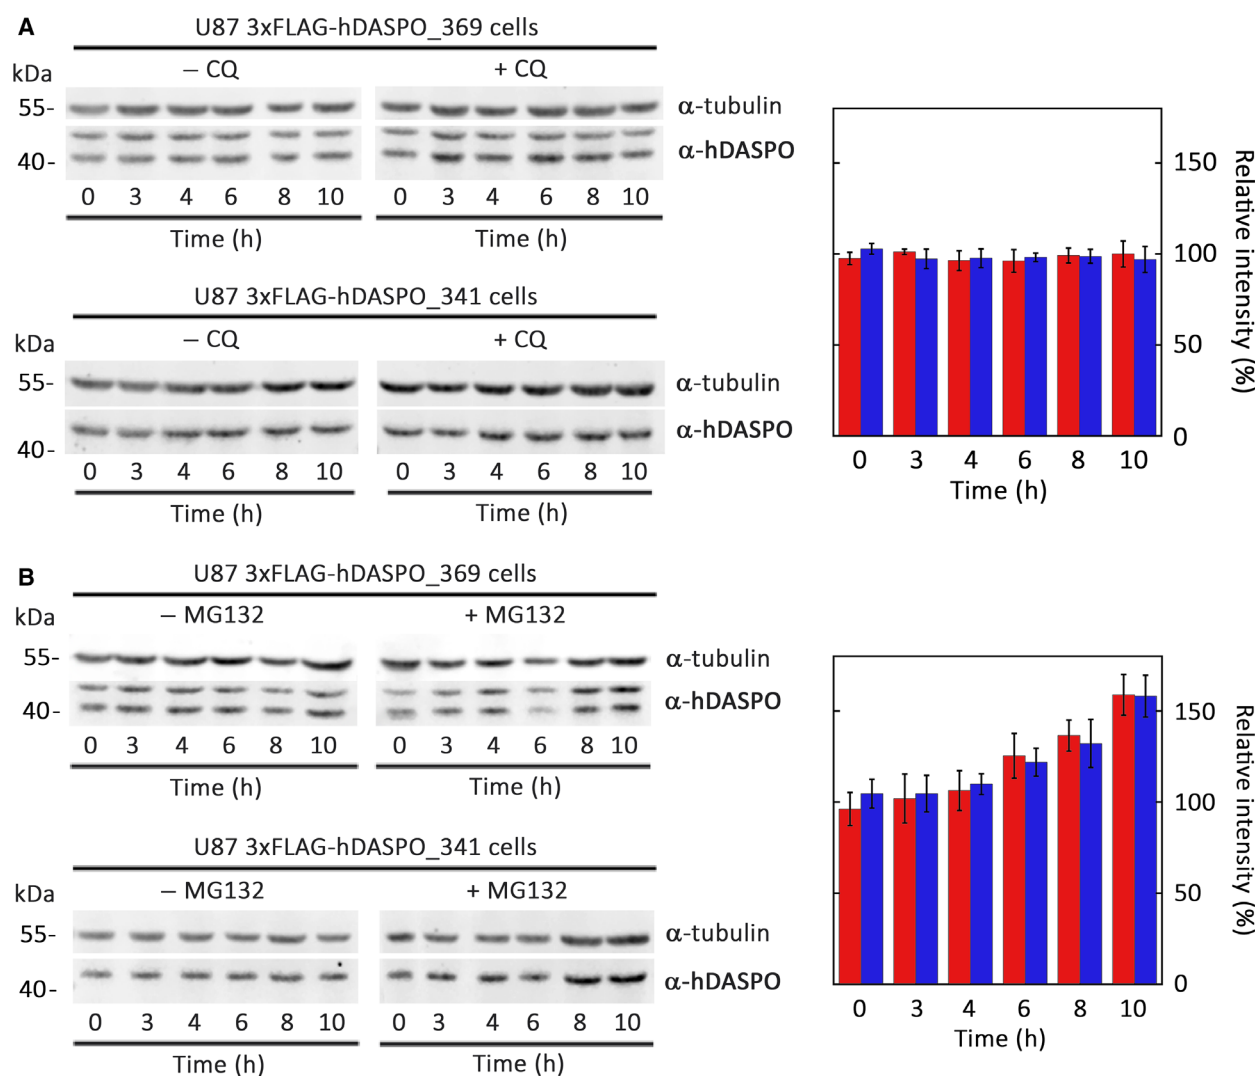 A
U87 3xFLAG-hDASPO_369 cells
kDa
– CQ
+ CQ
55-
α-tubulin
40-
α-hDASPO
0 3 4 6 8 10
0 3 4 6 8 10
Time (h)
Time (h)
U87 3xFLAG-hDASPO_341 cells
kDa
– CQ
+ CQ
55-
α-tubulin
α-hDASPO
40-
0 3 4 6 8 10
0 3 4 6 8 10
Time (h)
Time (h)
150
100
50
0
Relative intensity (%)
0 3 4 6 8 10
Time (h)
B
U87 3xFLAG-hDASPO_369 cells
kDa
– MG132
+ MG132
55-
α-tubulin
40-
α-hDASPO
0 3 4 6 8 10
0 3 4 6 8 10
Time (h)
Time (h)
U87 3xFLAG-hDASPO_341 cells
kDa
– MG132
+ MG132
55-
α-tubulin
α-hDASPO
40-
0 3 4 6 8 10
0 3 4 6 8 10
Time (h)
Time (h)
150
100
50
0
Relative intensity (%)
0 3 4 6 8 10
Time (h)